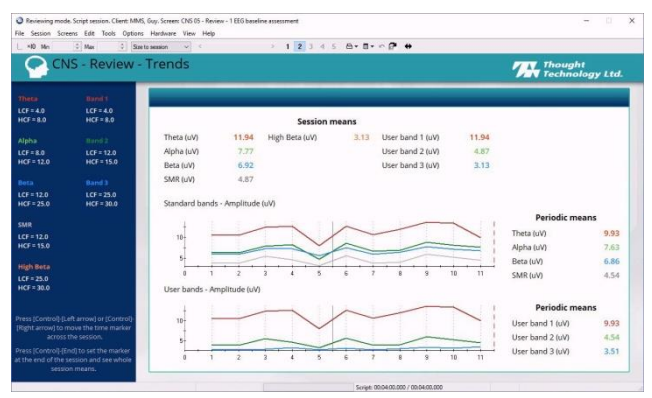 Reviewing mode. Script session. Client: MMS, Guy. Screen: CNS 05 - Review - 1 EEG baseline assessment
File Session Screens Edit Tools Options Hardware View Help
+10 Min Max Size to session 1 2 3 4 5
CNS - Review - Trends
Thought
Technology Ltd.
Theta Band 1
LCF = 4.0 LCF = 4.0
HCF = 8.0 HCF = 8.0
Alpha Band 2
LCF = 8.0 LCF = 12.0
HCF = 12.0 HCF = 15.0
Beta Band 3
LCF = 12.0 LCF = 25.0
HCF = 25.0 HCF = 30.0
SMR
LCF = 12.0
HCF = 15.0
High Beta
LCF = 25.0
HCF = 30.0
Press [Control]-[Left
arrow] or [Control]-
[Right arrow] to move the time marker
across the session.
Press [Control]-[End] to set the marker
at the end of the session and see whole
session means.
Session means
Theta (uV) 11.94 High Beta (uV) 3.13 User band 1 (uV) 11.94
Alpha (uV) 7.77 User band 2 (uV) 4.87
Beta (uV) 6.92 User band 3 (uV) 3.13
SMR (uV) 4.87
Standard bands - Amplitude (uV)
10
5
0 1 2 3 4 5 6 7 8 9 10 11
Periodic means
Theta (uV) 9.93
Alpha (uV) 7.63
Beta (uV) 6.86
SMR (uV) 4.54
User bands - Amplitude (uV)
10
5
0 1 2 3 4 5 6 7 8 9 10 11
Periodic means
User band 1 (uV) 9.93
User band 2 (uV) 4.54
User band 3 (uV) 3.51
Script: 00:04:00.000 / 00:04:00.000